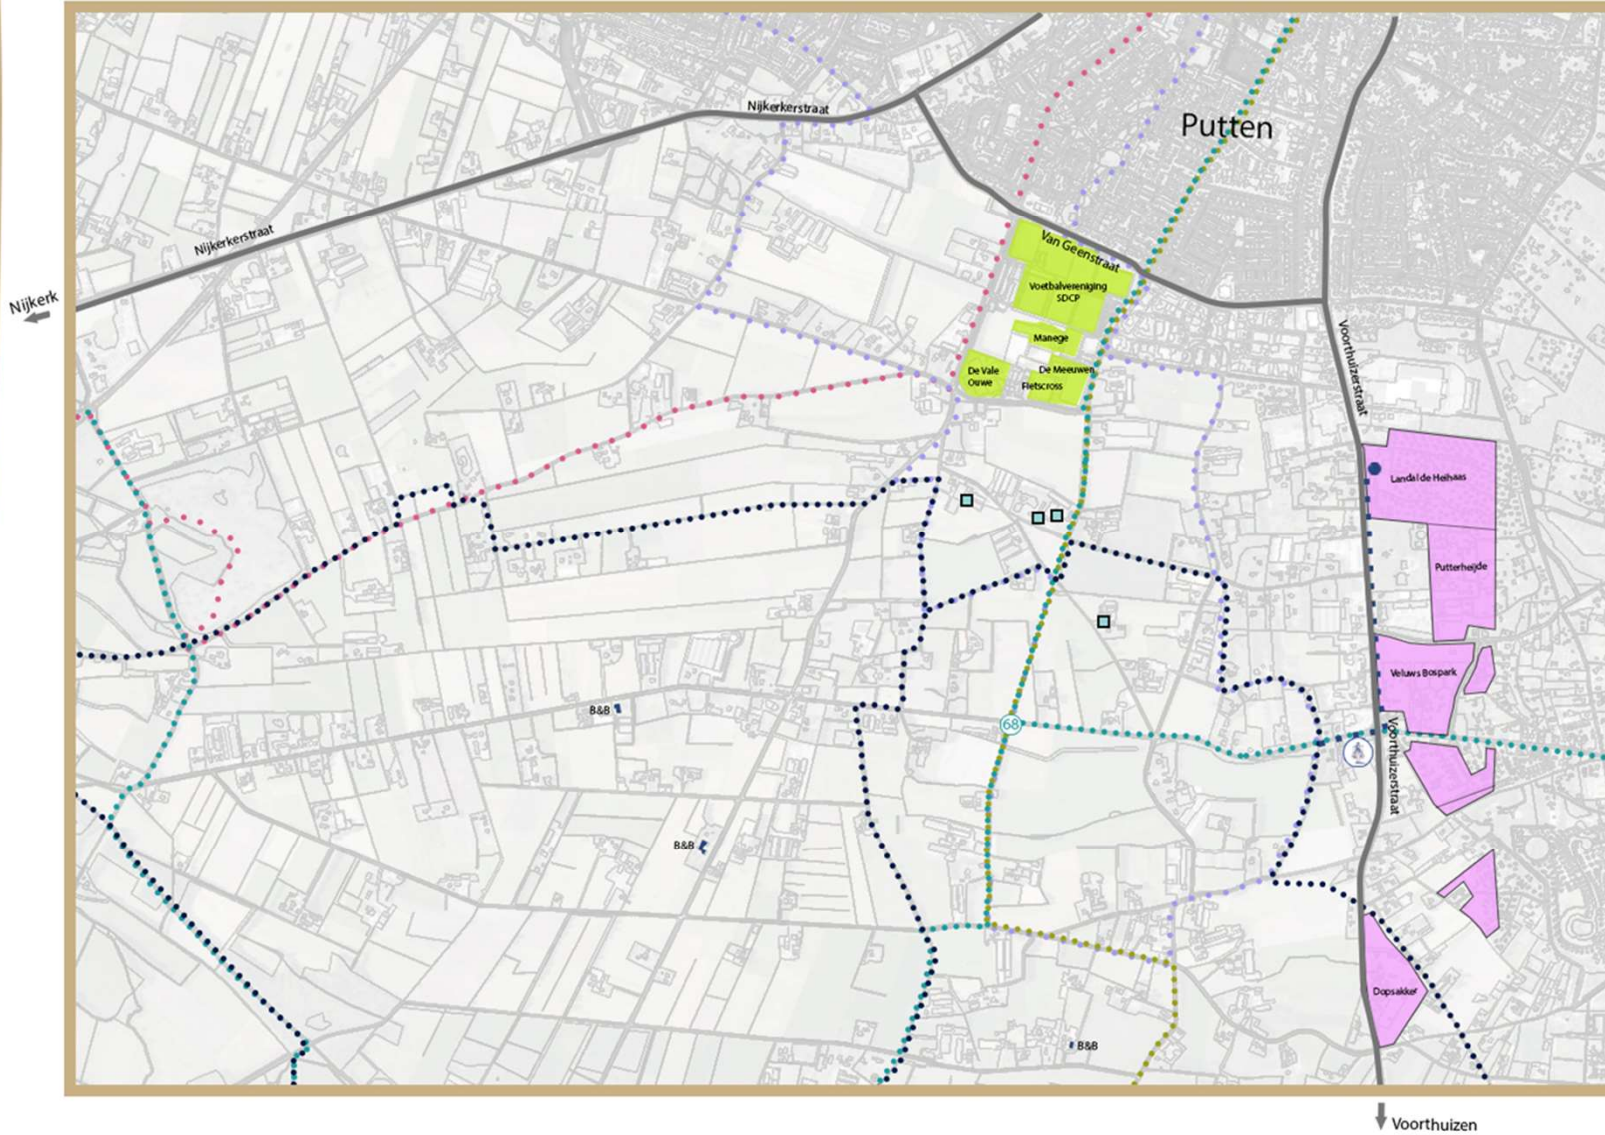 Nijkerkerstraat
Putten
Nijkerkerstraat
Van Geenstraat
Nijkerk
Voetbalvereniging
SDCP
Manege
Voorthuizerstraat
De Vale
Ouwe
De Meeuwen
Fietscross
Landal de Heihaas
Putterheijde
Veluws Bospark
B&B
68
Voorthuizerstraat
B&B
Dopsakker
B&B
Voorthuizen